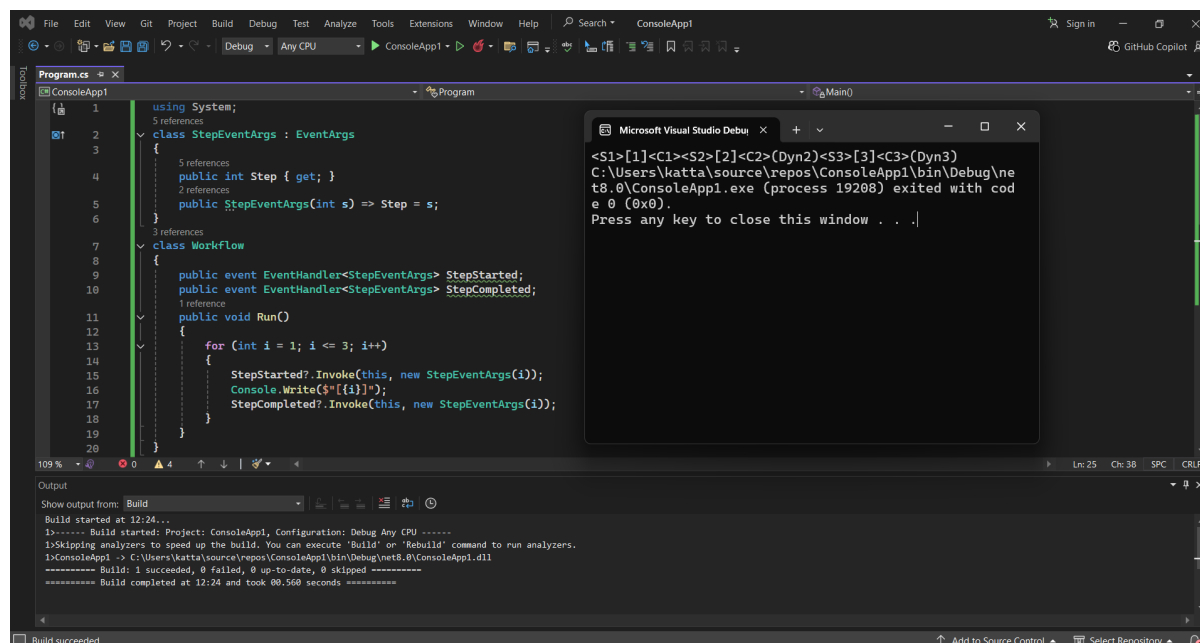 File Edit View Git Project Build Debug Test Analyze Tools Extensions Window Help Search ConsoleApp1 Sign in
Debug Any CPU ConsoleApp1 GitHub Copilot
Toolbox
Program.cs
ConsoleApp1 Program Main()
1 using System;
5 references
2 class StepEventArgs : EventArgs
3 {
5 references
4 public int Step { get; }
2 references
5 public StepEventArgs(int s) => Step = s;
6 }
3 references
7 class Workflow
8 {
9 public event EventHandler<StepEventArgs> StepStarted;
10 public event EventHandler<StepEventArgs> StepCompleted;
1 reference
11 public void Run()
12 {
13 for (int i = 1; i <= 3; i++)
14 {
15 StepStarted?.Invoke(this, new StepEventArgs(i));
16 Console.Write($"[{i}]");
17 StepCompleted?.Invoke(this, new StepEventArgs(i));
18 }
19 }
20 }
Microsoft Visual Studio Debu
<S1>[1]<C1><S2>[2]<C2>(Dyn2)<S3>[3]<C3>(Dyn3)
C:\Users\katta\source\repos\ConsoleApp1\bin\Debug\ne
t8.0\ConsoleApp1.exe (process 19208) exited with cod
e 0 (0x0).
Press any key to close this window . . .
109 % 0 4 Ln: 25 Ch: 38 SPC CRLF
Output
Show output from: Build
Build started at 12:24...
1>------ Build started: Project: ConsoleApp1, Configuration: Debug Any CPU ------
1>Skipping analyzers to speed up the build. You can execute 'Build' or 'Rebuild' command to run analyzers.
1>ConsoleApp1 -> C:\Users\katta\source\repos\ConsoleApp1\bin\Debug\net8.0\ConsoleApp1.dll
========== Build: 1 succeeded, 0 failed, 0 up-to-date, 0 skipped ==========
========== Build completed at 12:24 and took 00.560 seconds ==========
Build succeeded Add to Source Control Select Repository